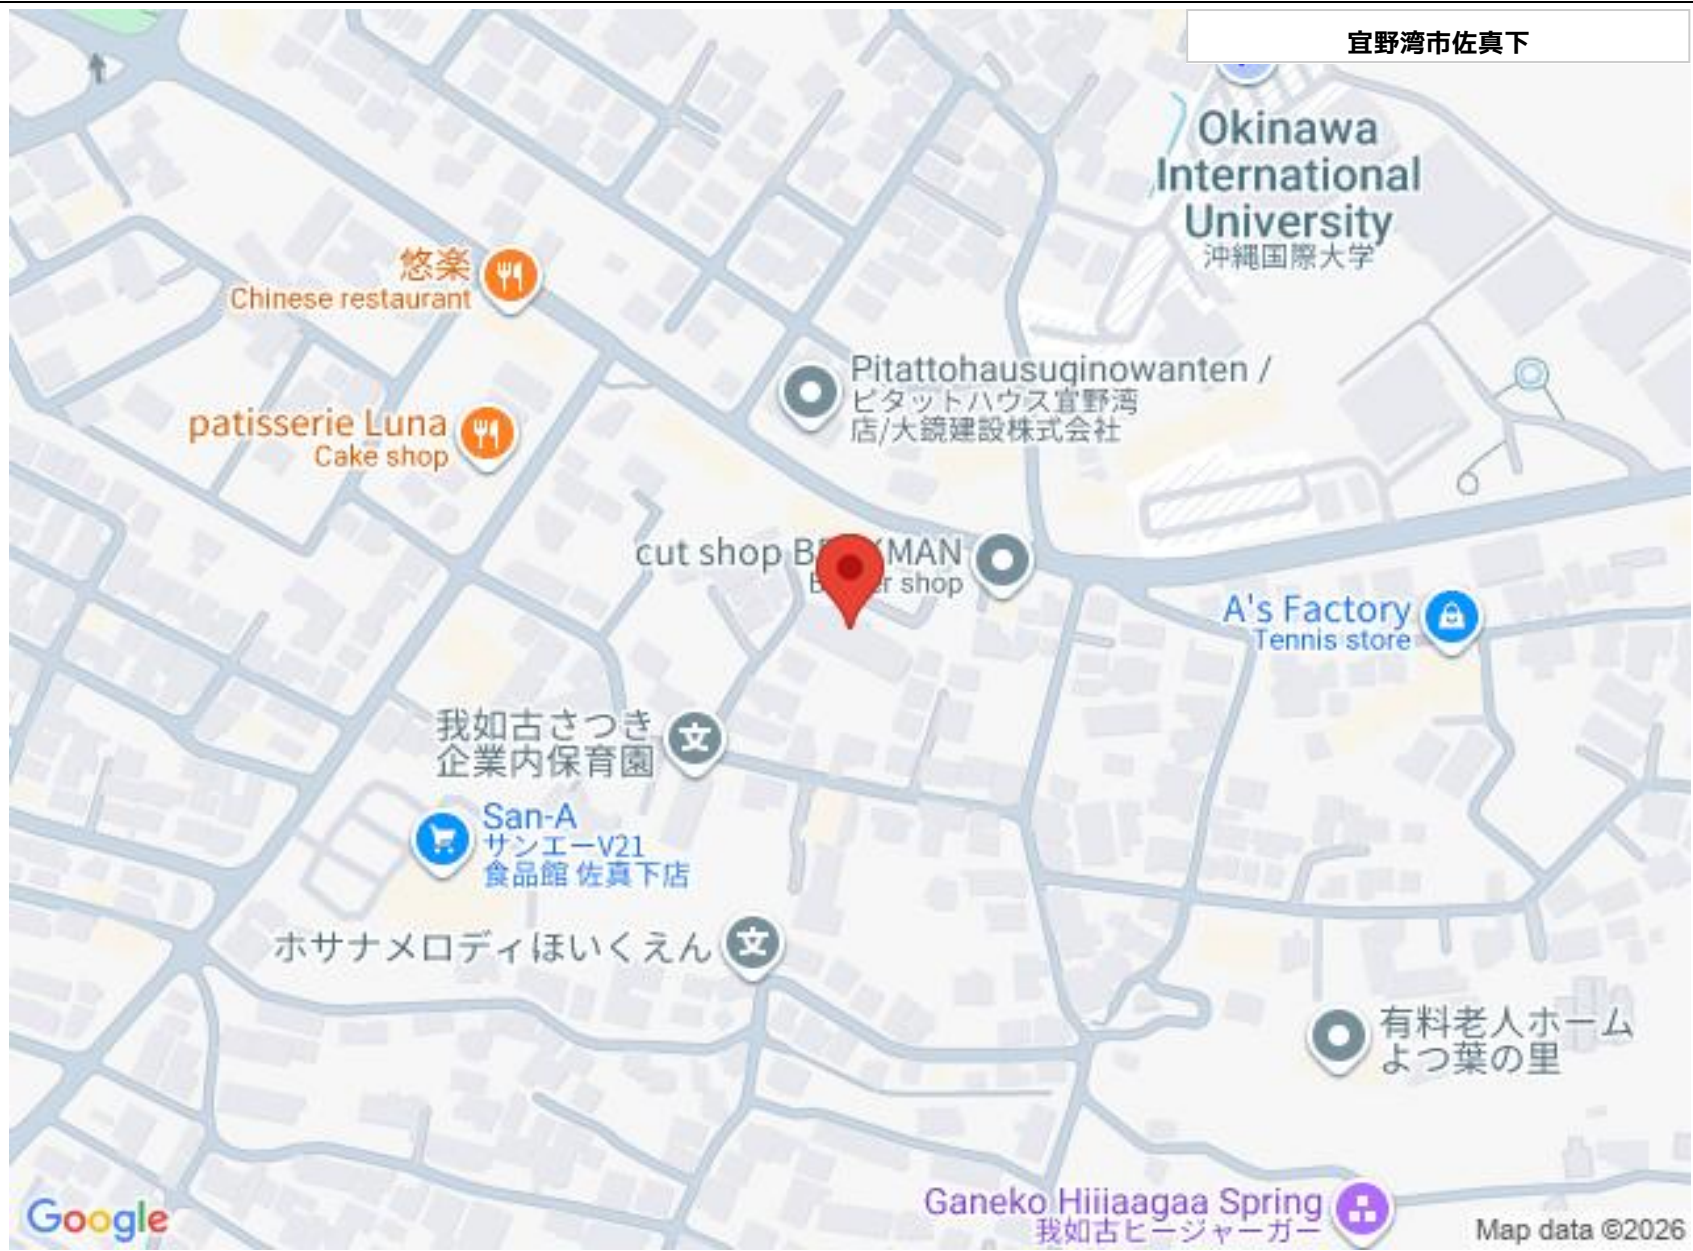 宜野湾市佐真下
Okinawa
International
University
沖縄国際大学
悠楽
Chinese restaurant
Pitattohausuginowanten /
ピタットハウス宜野湾
店/大鏡建設株式会社
patisserie Luna
Cake shop
cut shop MAN
shop
A's Factory
Tennis store
我如古さつき
企業内保育園
San-A
サンエーV21
食品館 佐真下店
ホサナメロディほいくえん
有料老人ホーム
よつ葉の里
Ganeko Hiiiaagaa Spring
我如古ヒージャーガー
Google
Map data ©2026